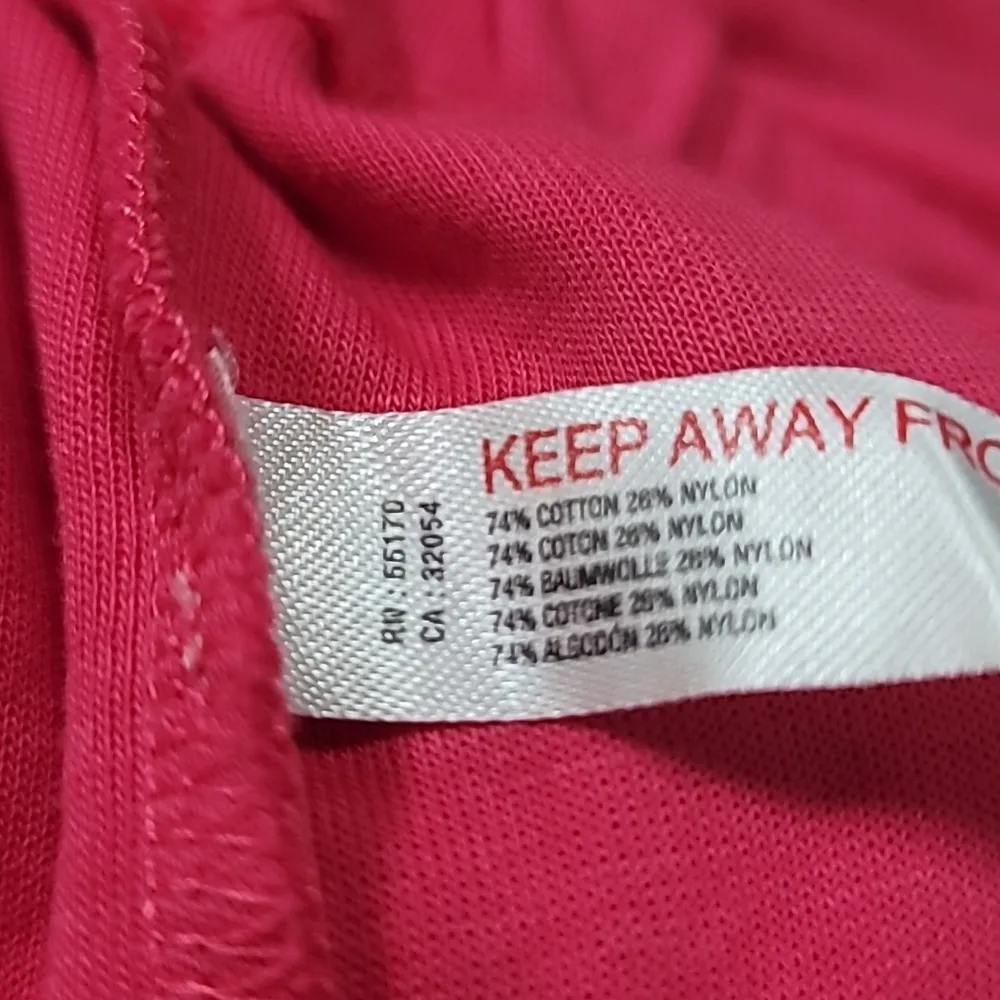 KEEP AWAY FRO
74% COTTON 26% NYLON
74% COTON 26% NYLON
74% BAUMWOLLE 26% NYLON
74% COTONE 26% NYLON
74% ALGODÓN 26% NYLON
RN : 55170
CA : 32054